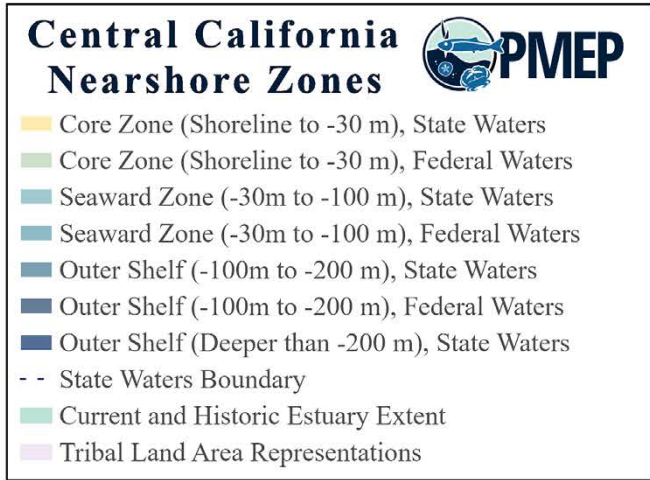 Central California
Nearshore Zones
PMEP
Core Zone (Shoreline to -30 m), State Waters
Core Zone (Shoreline to -30 m), Federal Waters
Seaward Zone (-30m to -100 m), State Waters
Seaward Zone (-30m to -100 m), Federal Waters
Outer Shelf (-100m to -200 m), State Waters
Outer Shelf (-100m to -200 m), Federal Waters
Outer Shelf (Deeper than -200 m), State Waters
State Waters Boundary
Current and Historic Estuary Extent
Tribal Land Area Representations